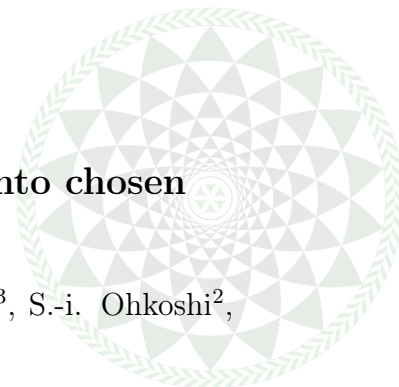 nto chosen
³, S.-i. Ohkoshi²,